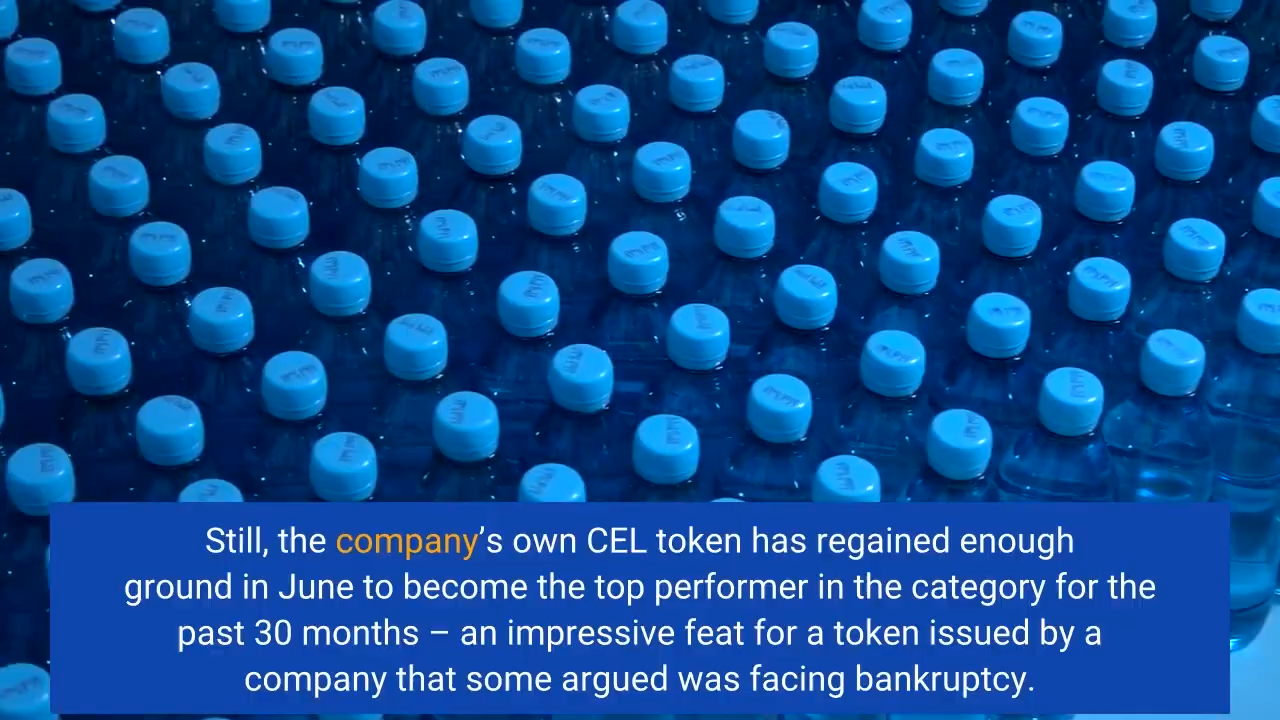 Still, the company’s own CEL token has regained enough
ground in June to become the top performer in the category for the
past 30 months – an impressive feat for a token issued by a
company that some argued was facing bankruptcy.